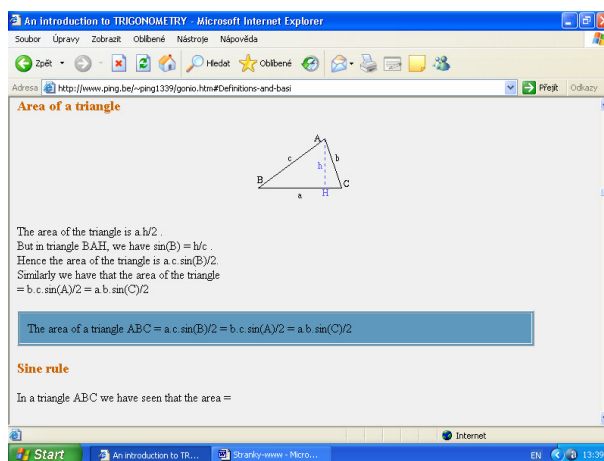 An introduction to TRIGONOMETRY - Microsoft Internet Explorer
Soubor Úpravy Zobrazit Oblíbené Nástroje Nápověda
Zpět Hledat Oblíbené
Adresa http://www.ping.be/~ping1339/gonio.htm#Definitions-and-basi Přejít Odkazy
Area of a triangle
A
c b
h
B C
a H
The area of the triangle is a.h/2 .
But in triangle BAH, we have sin(B) = h/c .
Hence the area of the triangle is a.c.sin(B)/2.
Similarly we have that the area of the triangle
= b.c.sin(A)/2 = a.b.sin(C)/2
The area of a triangle ABC = a.c.sin(B)/2 = b.c.sin(A)/2 = a.b.sin(C)/2
Sine rule
In a triangle ABC we have seen that the area =
Internet
Start An introduction to TR... Stranky-www - Micro... EN 13:39